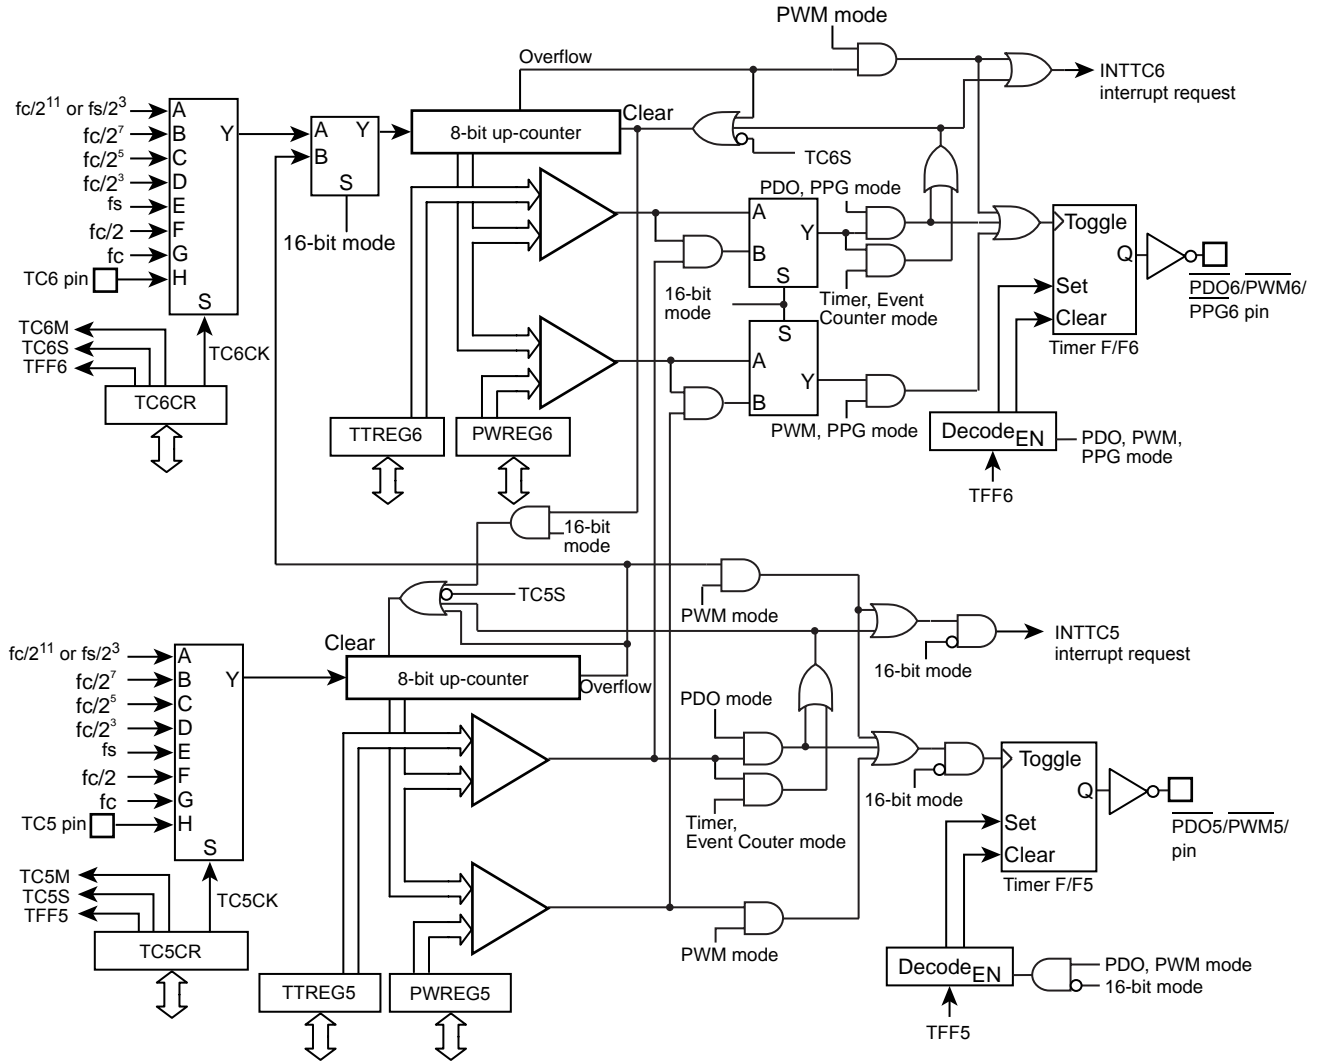 PWM mode
Overflow
INTTC6
interrupt request
fc/2¹¹ or fs/2³
fc/2⁷
fc/2⁵
fc/2³
fs
fc/2
fc
TC6 pin
A
B
C
D
E
F
G
H
Y
S
A
B
Y
S
16-bit mode
8-bit up-counter
Clear
TC6S
PDO, PPG mode
A
B
Y
S
16-bit
mode
Timer, Event
Counter mode
S
A
B
Y
PWM, PPG mode
Toggle
Q
Set
Clear
Timer F/F6
PDO6/PWM6/
PPG6 pin
TC6M
TC6S
TFF6
TC6CK
TC6CR
TTREG6
PWREG6
Decode EN
PDO, PWM,
PPG mode
TFF6
16-bit
mode
TC5S
PWM mode
INTTC5
interrupt request
16-bit mode
Clear
fc/2¹¹ or fs/2³
fc/2⁷
fc/2⁵
fc/2³
fs
fc/2
fc
TC5 pin
A
B
C
D
E
F
G
H
Y
S
8-bit up-counter
Overflow
PDO mode
Timer,
Event Couter mode
16-bit mode
Toggle
Q
Set
Clear
Timer F/F5
PDO5/PWM5/
pin
TC5M
TC5S
TFF5
TC5CK
TC5CR
TTREG5
PWREG5
PWM mode
Decode EN
PDO, PWM mode
16-bit mode
TFF5